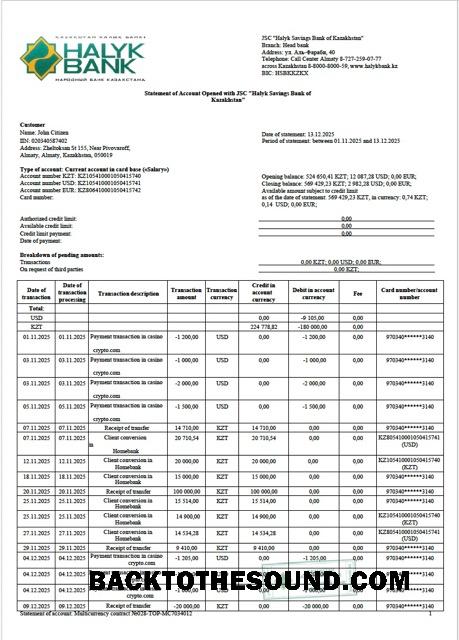 КАЗАКСТАН ХАЛЫК БАНКІ
HALYK
BANK
НАРОДНЫЙ БАНК КАЗАХСТАНА
JSC "Halyk Savings Bank of Kazakhstan"
Branch: Head bank
Address: ул. Аль-Фараби, 40
Telephone: Call Center Almaty 8-727-259-07-77
across Kazakhstan 8-8000-8000-59, www.halykbank.kz
BIC: HSBKKZKX
Statement of Account Opened with JSC "Halyk Savings Bank of
Kazakhstan"
Customer
Name: John Citizen
IIN: 020340587402
Address: Zheltoksan St 155, Near Pivovaroff,
Almaty, Almaty, Kazakhstan, 050019
Date of statement: 13.12.2025
Period of statement: between 01.11.2025 and 13.12.2025
Type of account: Current account in card base («Salary»)
Account number KZT: KZ105410001050415740
Account number USD: KZ105410001050415741
Account number EUR: KZ806410001050415742
Card number:
Opening balance: 524 650,41 KZT; 12 087,28 USD; 0,00 EUR;
Closing balance: 569 429,23 KZT; 2 982,28 USD; 0,00 EUR;
Available amount subject to credit limit
as of the date of statement: 569 429,23 KZT, in currency: 0,74 KZT;
0,14 USD; 0,00 EUR;
Authorized credit limit: 0,00
Available credit limit: 0,00
Credit limit payment: 0,00
Date of payment:
Breakdown of pending amounts:
Transactions 0,00 KZT; 0,00 USD; 0,00 EUR;
On request of third parties 0,00 KZT;
Date of transaction Date of transaction processing Transaction description Transaction amount Transaction currency Credit in account currency Debit in account currency Fee Card number/account number
Total:
USD 0,00 -9 105,00 0,00
KZT 224 778,82 -180 000,00 0,00
01.11.2025 01.11.2025 Payment transaction in casino crypto.com -1 200,00 USD 0,00 -1 200,00 0,00 970340******3140
03.11.2025 03.11.2025 Payment transaction in casino crypto.com -1 000,00 USD 0,00 -1 000,00 0,00 970340******3140
03.11.2025 03.11.2025 Payment transaction in casino crypto.com -2 000,00 USD 0,00 -2 000,00 0,00 970340******3140
05.11.2025 05.11.2025 Payment transaction in casino crypto.com -1 500,00 USD 0,00 -1 500,00 0,00 970340******3140
07.11.2025 07.11.2025 Receipt of transfer 14 710,00 KZT 14 710,00 0,00 0,00 970340******3140
07.11.2025 07.11.2025 Client conversion in Homebank 20 710,54 KZT 20 710,54 0,00 0,00 KZ805410001050415741 (USD)
12.11.2025 12.11.2025 Client conversion in Homebank 20 000,00 KZT 20 000,00 0,00 0,00 KZ105410001050415740 (KZT)
18.11.2025 18.11.2025 Client conversion in Homebank 15 000,00 KZT 15 000,00 0,00 0,00 970340******3140
20.11.2025 20.11.2025 Receipt of transfer 100 000,00 KZT 100 000,00 0,00 0,00 970340******3140
25.11.2025 25.11.2025 Client conversion in Homebank 15 514,00 KZT 15 514,00 0,00 0,00 970340******3140
25.11.2025 25.11.2025 Client conversion in Homebank 14 900,00 KZT 14 900,00 0,00 0,00 KZ105410001050415740 (KZT)
27.11.2025 27.11.2025 Client conversion in Homebank 14 534,28 KZT 14 534,28 0,00 0,00 KZ805410001050415741 (USD)
29.11.2025 29.11.2025 Receipt of transfer 9 410,00 KZT 9 410,00 0,00 0,00 970340******3140
04.12.2025 04.12.2025 Payment transaction in casino crypto.com -1 205,00 USD 0,00 -1 205,00 0,00 970340******3140
04.12.2025 04.12.2025 USD 0,00 0,00 970340******3140
BACKTOTHESOUND.COM
04.12.2025 04.12.2025 crypto.com
09.12.2025 09.12.2025 Receipt of transfer -20 000,00 KZT 0,00 -20 000,00 0,00 970340******3140
Statement of account: Multicurrency contract №028-TOP-MC7034012 1